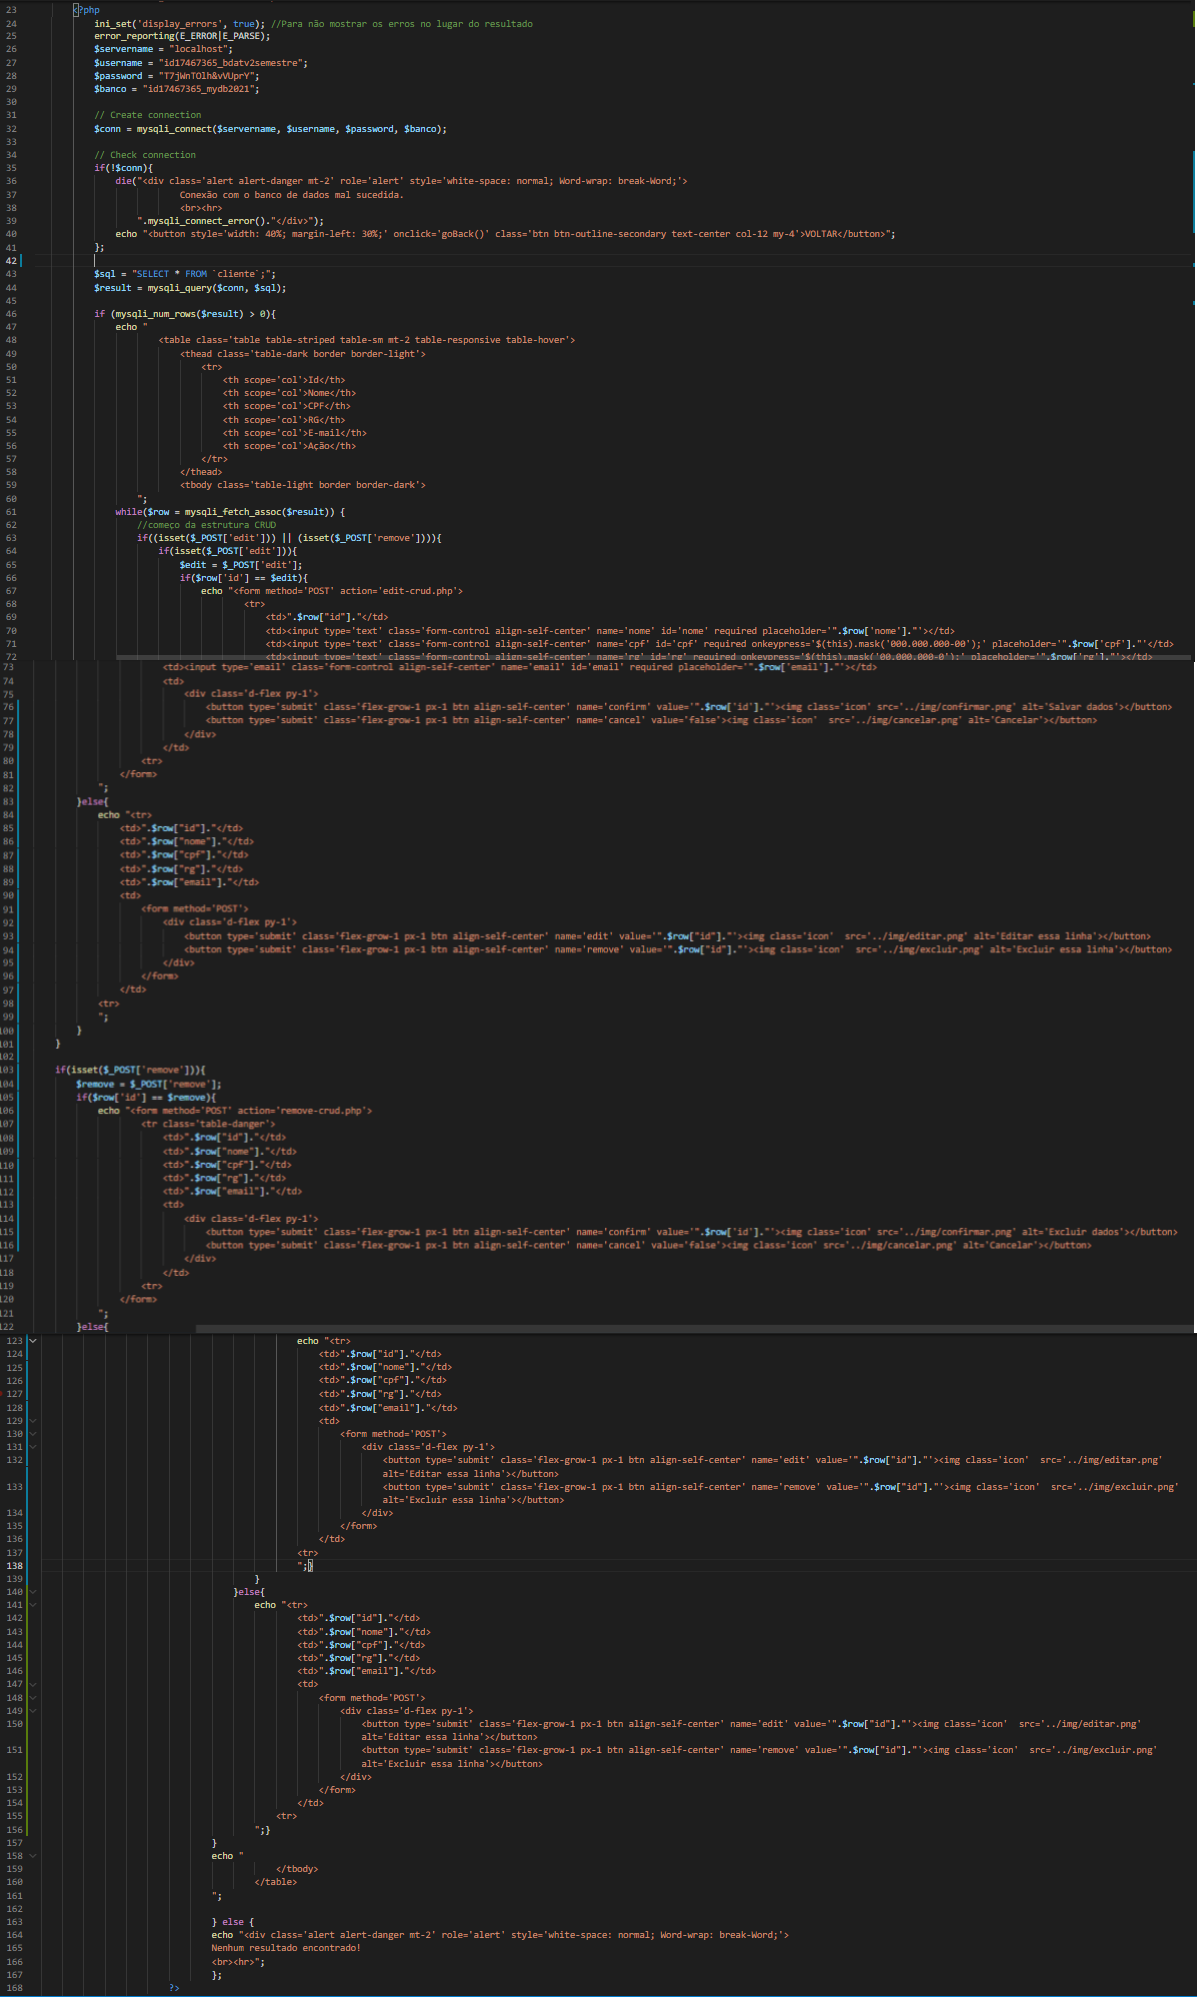 23 <?php
24 ini_set('display_errors', true); //Para não mostrar os erros no lugar do resultado
25 error_reporting(E_ERROR|E_PARSE);
26 $servername = "localhost";
27 $username = "id17467365_bdatv2semestre";
28 $password = "T7jWnTOlh&vVUprY";
29 $banco = "id17467365_mydb2021";
30
31 // Create connection
32 $conn = mysqli_connect($servername, $username, $password, $banco);
33
34 // Check connection
35 if(!$conn){
36 die("<div class='alert alert-danger mt-2' role='alert' style='white-space: normal; Word-wrap: break-Word;'>
37 Conexão com o banco de dados mal sucedida.
38 <br><hr>
39 ".mysqli_connect_error()."</div>");
40 echo "<button style='width: 40%; margin-left: 30%;' onclick='goBack()' class='btn btn-outline-secondary text-center col-12 my-4'>VOLTAR</button>";
41 };
42
43 $sql = "SELECT * FROM `cliente`;";
44 $result = mysqli_query($conn, $sql);
45
46 if (mysqli_num_rows($result) > 0){
47 echo "
48 <table class='table table-striped table-sm mt-2 table-responsive table-hover'>
49 <thead class='table-dark border border-light'>
50 <tr>
51 <th scope='col'>Id</th>
52 <th scope='col'>Nome</th>
53 <th scope='col'>CPF</th>
54 <th scope='col'>RG</th>
55 <th scope='col'>E-mail</th>
56 <th scope='col'>Ação</th>
57 </tr>
58 </thead>
59 <tbody class='table-light border border-dark'>
60 ";
61 while($row = mysqli_fetch_assoc($result)) {
62 //começo da estrutura CRUD
63 if((isset($_POST['edit'])) || (isset($_POST['remove']))){
64 if(isset($_POST['edit'])){
65 $edit = $_POST['edit'];
66 if($row['id'] == $edit){
67 echo "<form method='POST' action='edit-crud.php'>
68 <tr>
69 <td>".$row["id"]."</td>
70 <td><input type='text' class='form-control align-self-center' name='nome' id='nome' required placeholder='".$row['nome']."'></td>
71 <td><input type='text' class='form-control align-self-center' name='cpf' id='cpf' required onkeypress='$(this).mask('000.000.000-00');' placeholder='".$row['cpf']."'</td>
72 <td><input type='text' class='form-control align-self-center' name='rg' id='rg' required onkeypress='$(this).mask('00.000.000-0');' placeholder='".$row['rg']."'></td>
73 <td><input type='email' class='form-control align-self-center' name='email' id='email' required placeholder='".$row['email']."'></td>
74 <td>
75 <div class='d-flex py-1'>
76 <button type='submit' class='flex-grow-1 px-1 btn align-self-center' name='confirm' value='".$row['id']."'><img class='icon' src='../img/confirmar.png' alt='Salvar dados'></button>
77 <button type='submit' class='flex-grow-1 px-1 btn align-self-center' name='cancel' value='false'><img class='icon'  src='../img/cancelar.png' alt='Cancelar'></button>
78 </div>
79 </td>
80 <tr>
81 </form>
82 ";
83 }else{
84 echo "<tr>
85 <td>".$row["id"]."</td>
86 <td>".$row["nome"]."</td>
87 <td>".$row["cpf"]."</td>
88 <td>".$row["rg"]."</td>
89 <td>".$row["email"]."</td>
90 <td>
91 <form method='POST'>
92 <div class='d-flex py-1'>
93 <button type='submit' class='flex-grow-1 px-1 btn align-self-center' name='edit' value='".$row["id"]."'><img class='icon'  src='../img/editar.png' alt='Editar essa linha'></button>
94 <button type='submit' class='flex-grow-1 px-1 btn align-self-center' name='remove' value='".$row["id"]."'><img class='icon'  src='../img/excluir.png' alt='Excluir essa linha'></button>
95 </div>
96 </form>
97 </td>
98 <tr>
99 ";
100 }
101 }
102
103 if(isset($_POST['remove'])){
104 $remove = $_POST['remove'];
105 if($row['id'] == $remove){
106 echo "<form method='POST' action='remove-crud.php'>
107 <tr class='table-danger'>
108 <td>".$row["id"]."</td>
109 <td>".$row["nome"]."</td>
110 <td>".$row["cpf"]."</td>
111 <td>".$row["rg"]."</td>
112 <td>".$row["email"]."</td>
113 <td>
114 <div class='d-flex py-1'>
115 <button type='submit' class='flex-grow-1 px-1 btn align-self-center' name='confirm' value='".$row['id']."'><img class='icon' src='../img/confirmar.png' alt='Excluir dados'></button>
116 <button type='submit' class='flex-grow-1 px-1 btn align-self-center' name='cancel' value='false'><img class='icon' src='../img/cancelar.png' alt='Cancelar'></button>
117 </div>
118 </td>
119 <tr>
120 </form>
121 ";
122 }else{
123 echo "<tr>
124 <td>".$row["id"]."</td>
125 <td>".$row["nome"]."</td>
126 <td>".$row["cpf"]."</td>
127 <td>".$row["rg"]."</td>
128 <td>".$row["email"]."</td>
129 <td>
130 <form method='POST'>
131 <div class='d-flex py-1'>
132 <button type='submit' class='flex-grow-1 px-1 btn align-self-center' name='edit' value='".$row["id"]."'><img class='icon'  src='../img/editar.png'
alt='Editar essa linha'></button>
133 <button type='submit' class='flex-grow-1 px-1 btn align-self-center' name='remove' value='".$row["id"]."'><img class='icon'  src='../img/excluir.png'
alt='Excluir essa linha'></button>
134 </div>
135 </form>
136 </td>
137 <tr>
138 ";}
139 }
140 }else{
141 echo "<tr>
142 <td>".$row["id"]."</td>
143 <td>".$row["nome"]."</td>
144 <td>".$row["cpf"]."</td>
145 <td>".$row["rg"]."</td>
146 <td>".$row["email"]."</td>
147 <td>
148 <form method='POST'>
149 <div class='d-flex py-1'>
150 <button type='submit' class='flex-grow-1 px-1 btn align-self-center' name='edit' value='".$row["id"]."'><img class='icon'  src='../img/editar.png'
alt='Editar essa linha'></button>
151 <button type='submit' class='flex-grow-1 px-1 btn align-self-center' name='remove' value='".$row["id"]."'><img class='icon'  src='../img/excluir.png'
alt='Excluir essa linha'></button>
152 </div>
153 </form>
154 </td>
155 <tr>
156 ";}
157 }
158 echo "
159 </tbody>
160 </table>
161 ";
162
163 } else {
164 echo "<div class='alert alert-danger mt-2' role='alert' style='white-space: normal; Word-wrap: break-Word;'>
165 Nenhum resultado encontrado!
166 <br><hr>";
167 };
168 ?>